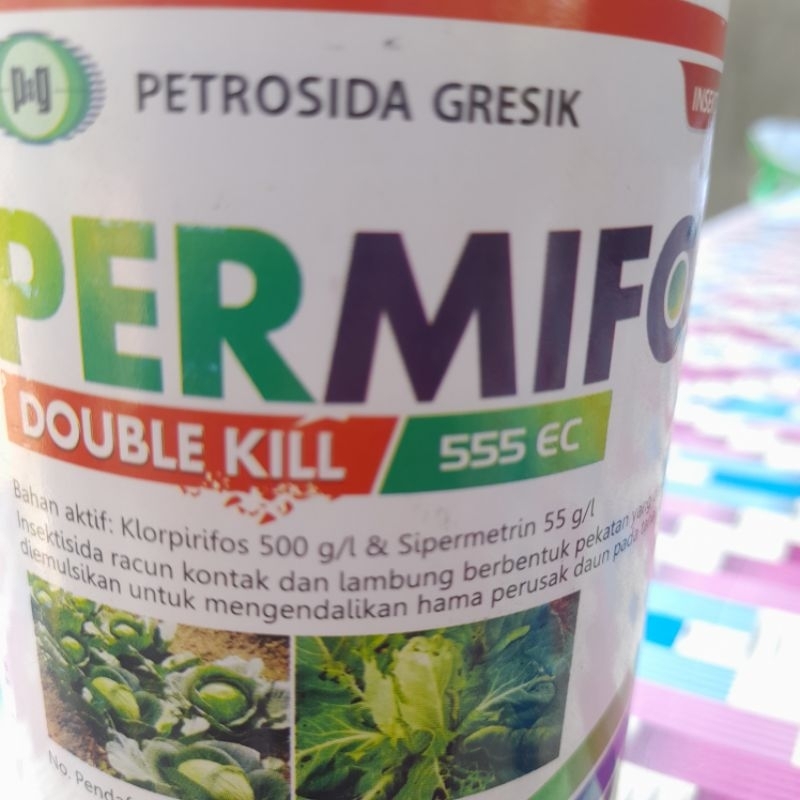 p&g PETROSIDA GRESIK
PERMIFO
DOUBLE KILL 555 EC
Bahan aktif: Klorpirifos 500 g/l & Sipermetrin 55 g/l
Insektisida racun kontak dan lambung berbentuk pekatan yang
diemulsikan untuk mengendalikan hama perusak daun pada
No.